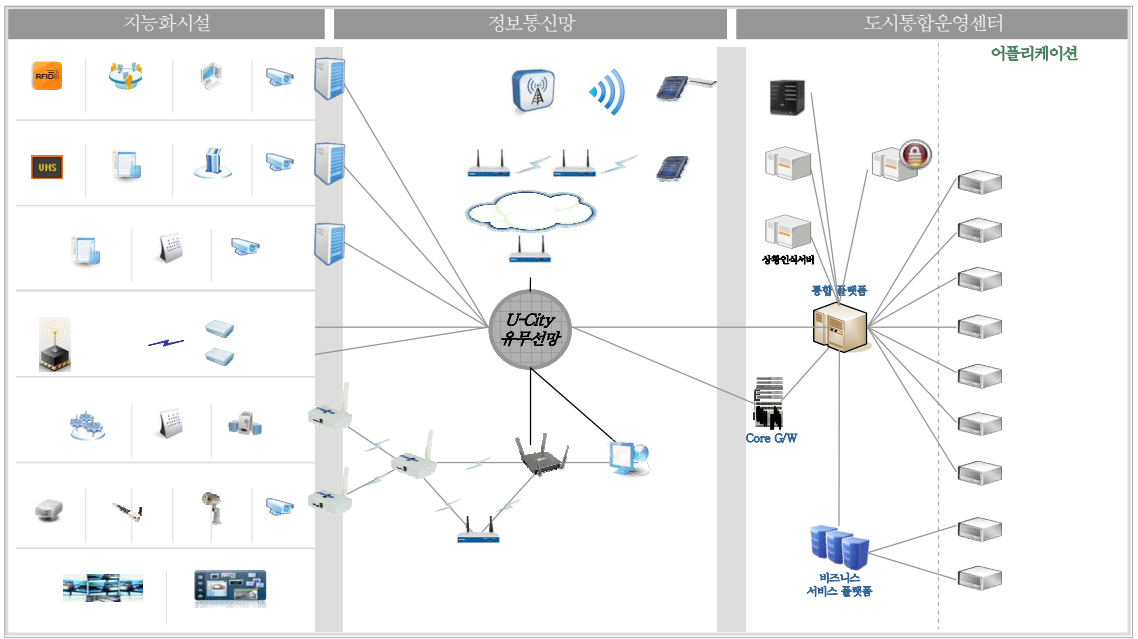 지능화시설
정보통신망
도시통합운영센터
어플리케이션
RFID
VMS
상황인식서버
통합 플랫폼
U-City
유무선망
Core G/W
비즈니스
서비스 플랫폼